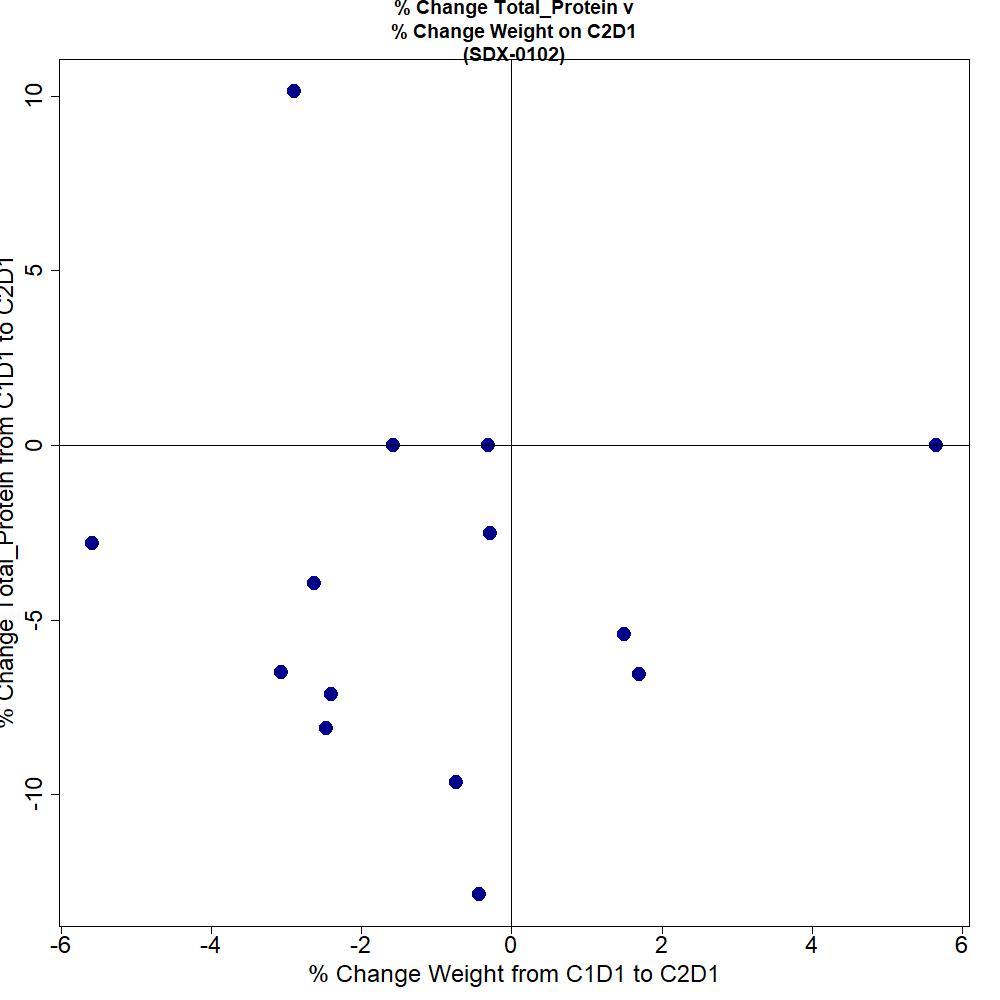 % Change Total_Protein v
% Change Weight on C2D1
(SDX-0102)
% Change Total_Protein from C1D1 to C2D1
10
5
0
-5
-10
-6 -4 -2 0 2 4 6
% Change Weight from C1D1 to C2D1